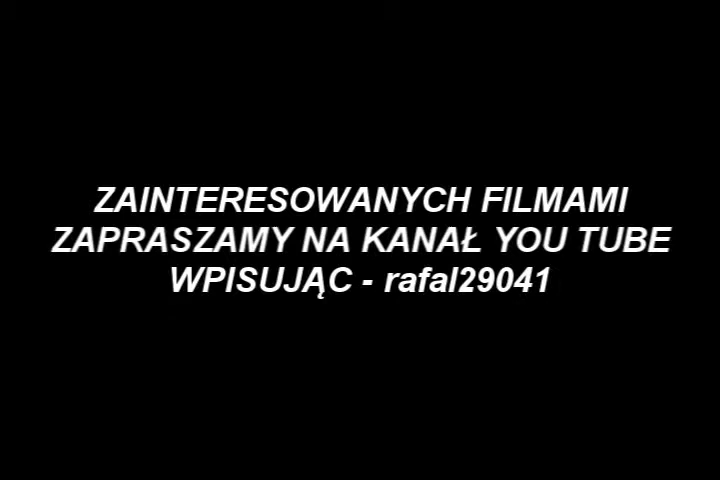 ZAINTERESOWANYCH FILMAMI
ZAPRASZAMY NA KANAŁ YOU TUBE
WPISUJĄC - rafal29041